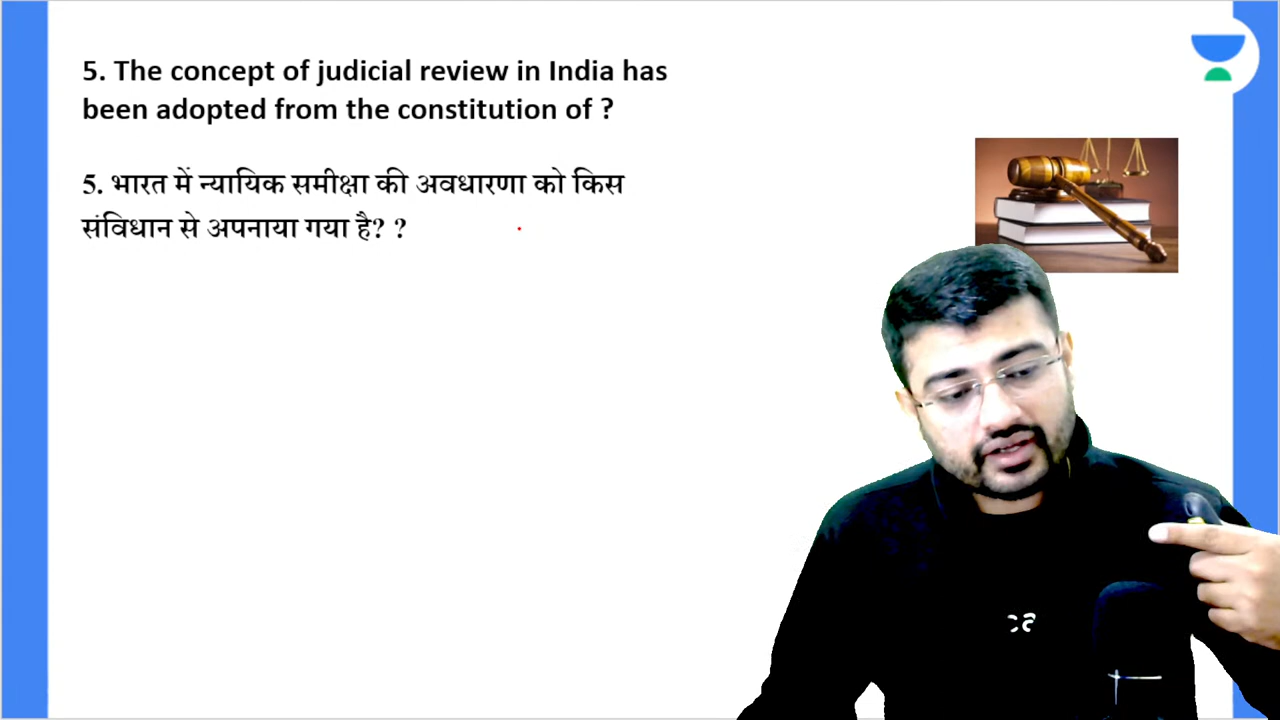 5. The concept of judicial review in India has
been adopted from the constitution of ?
5. भारत में न्यायिक समीक्षा की अवधारणा को किस
संविधान से अपनाया गया है? ?